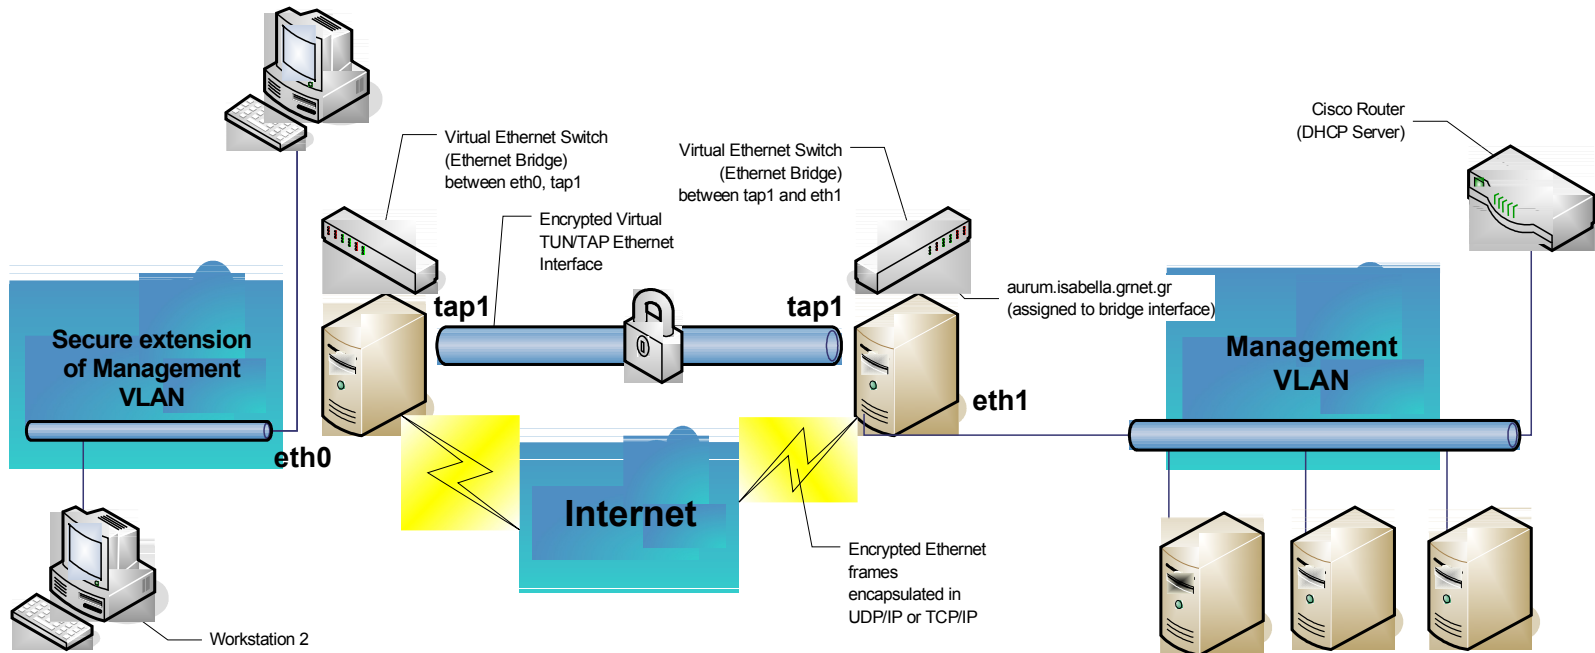 Cisco Router
(DHCP Server)
Virtual Ethernet Switch
(Ethernet Bridge)
between eth0, tap1
Virtual Ethernet Switch
(Ethernet Bridge)
between tap1 and eth1
Encrypted Virtual
TUN/TAP Ethernet
Interface
aurum.isabella.grnet.gr
(assigned to bridge interface)
tap1
tap1
Secure extension
of Management
VLAN
Management
VLAN
eth1
eth0
Internet
Encrypted Ethernet
frames
encapsulated in
UDP/IP or TCP/IP
Workstation 2